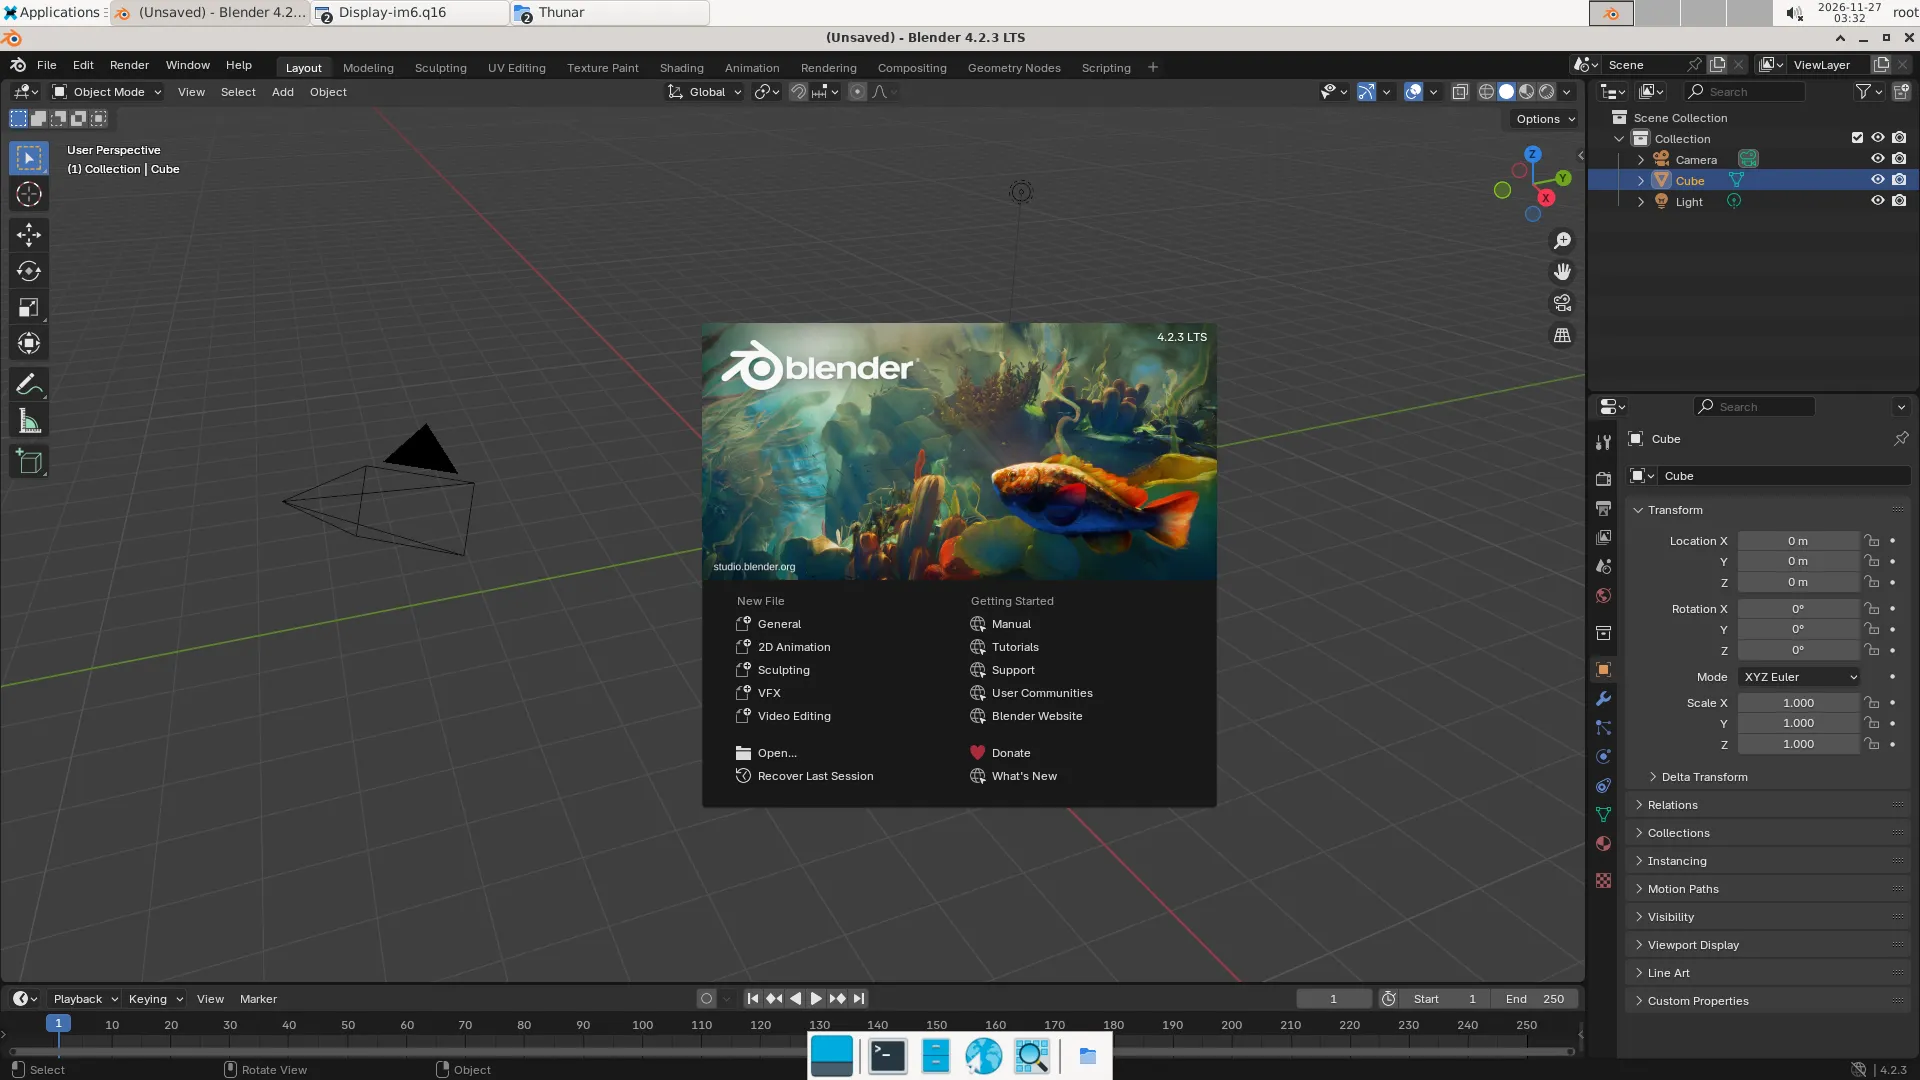 Applications
(Unsaved) - Blender 4.2...
2 Display-im6.q16
2 Thunar
2026-11-27
03:32
root
(Unsaved) - Blender 4.2.3 LTS
File Edit Render Window Help
Layout Modeling Sculpting UV Editing Texture Paint Shading Animation Rendering Compositing Geometry Nodes Scripting +
Scene
ViewLayer
Object Mode View Select Add Object
Global
Search
Options
User Perspective
(1) Collection | Cube
Z
Y
X
Scene Collection
Collection
Camera
Cube
Light
4.2.3 LTS
blender
studio.blender.org
New File
General
2D Animation
Sculpting
VFX
Video Editing
Open...
Recover Last Session
Getting Started
Manual
Tutorials
Support
User Communities
Blender Website
Donate
What's New
Search
Cube
Cube
Transform
Location X 0 m
Y 0 m
Z 0 m
Rotation X 0°
Y 0°
Z 0°
Mode XYZ Euler
Scale X 1.000
Y 1.000
Z 1.000
Delta Transform
Relations
Collections
Instancing
Motion Paths
Visibility
Viewport Display
Line Art
Custom Properties
Playback Keying View Marker
1
Start 1
End 250
1 10 20 30 40 50 60 70 80 90 100 110 120 130 140 150 160 170 180 190 200 210 220 230 240 250
Select
Rotate View
Object
4.2.3